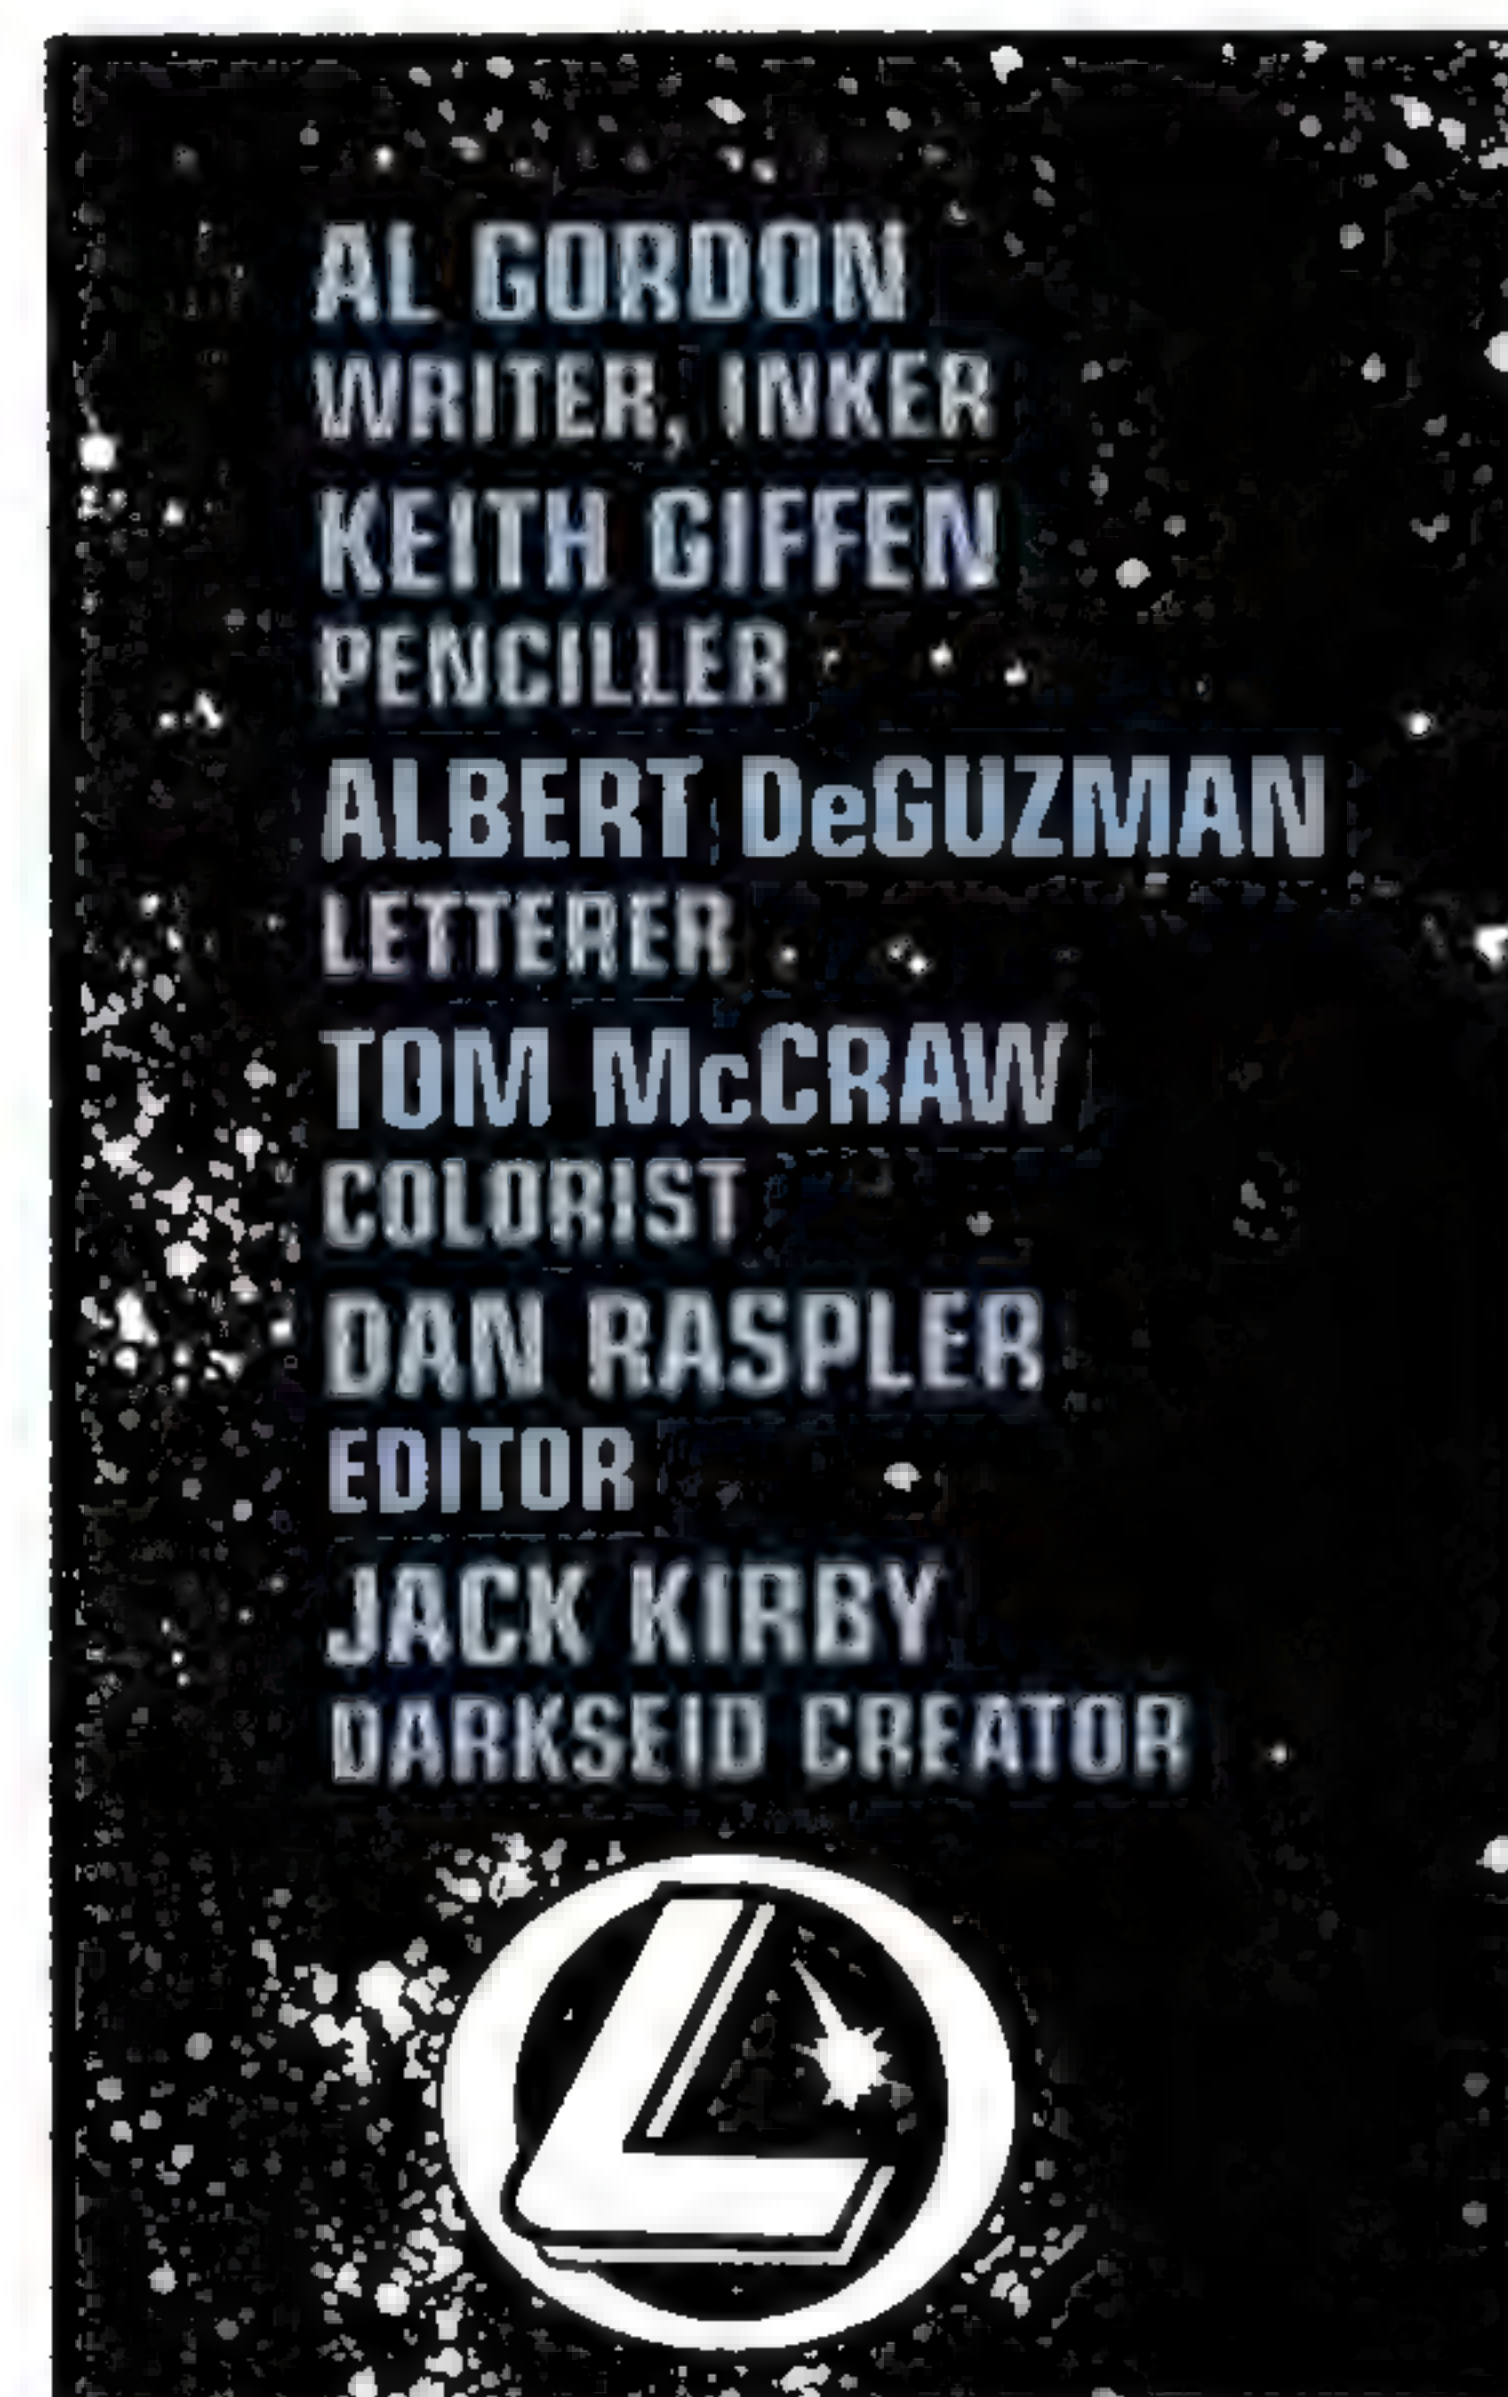 AL GORDON
WRITER, INKER
KEITH GIFFEN
PENCILLER
ALBERT DeGUZMAN
LETTERER
TOM McCRAW
COLORIST
DAN RASPLER
EDITOR
JACK KIRBY
DARKSEID CREATOR
L